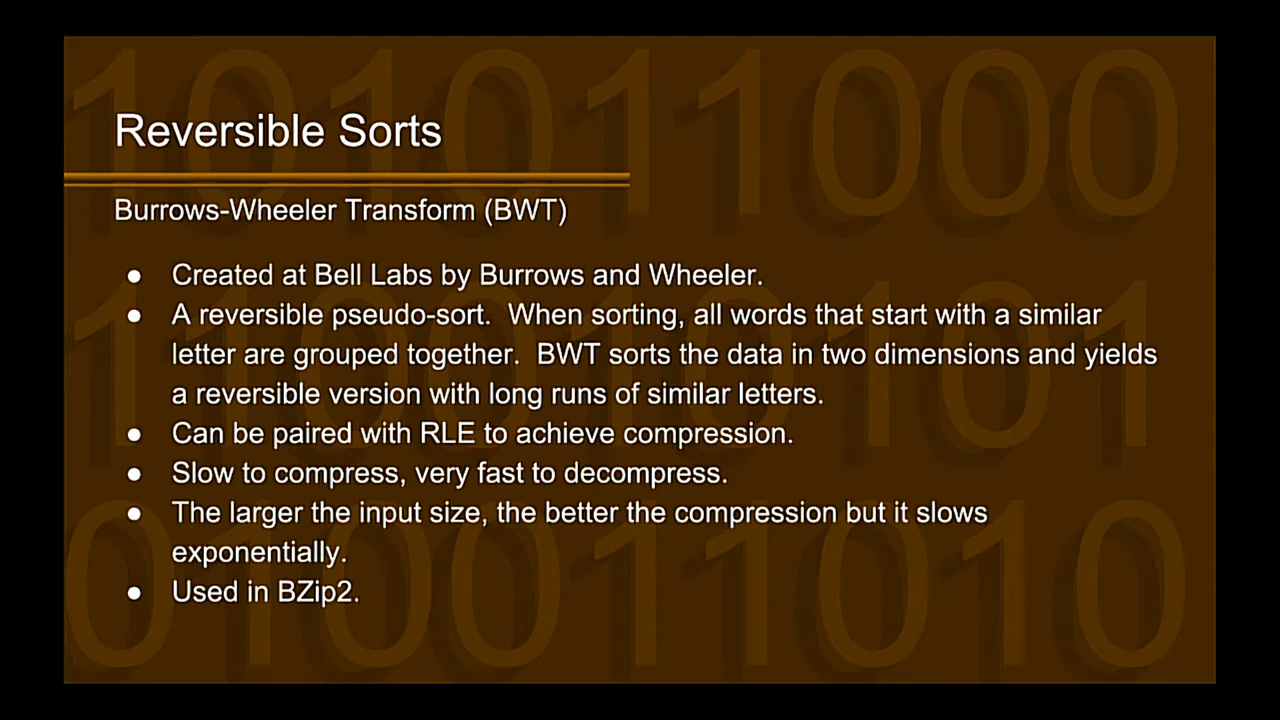 Reversible Sorts
Burrows-Wheeler Transform (BWT)
● Created at Bell Labs by Burrows and Wheeler.
● A reversible pseudo-sort.  When sorting, all words that start with a similar
letter are grouped together.  BWT sorts the data in two dimensions and yields
a reversible version with long runs of similar letters.
● Can be paired with RLE to achieve compression.
● Slow to compress, very fast to decompress.
● The larger the input size, the better the compression but it slows
exponentially.
● Used in BZip2.
101011000
110010101
010011010